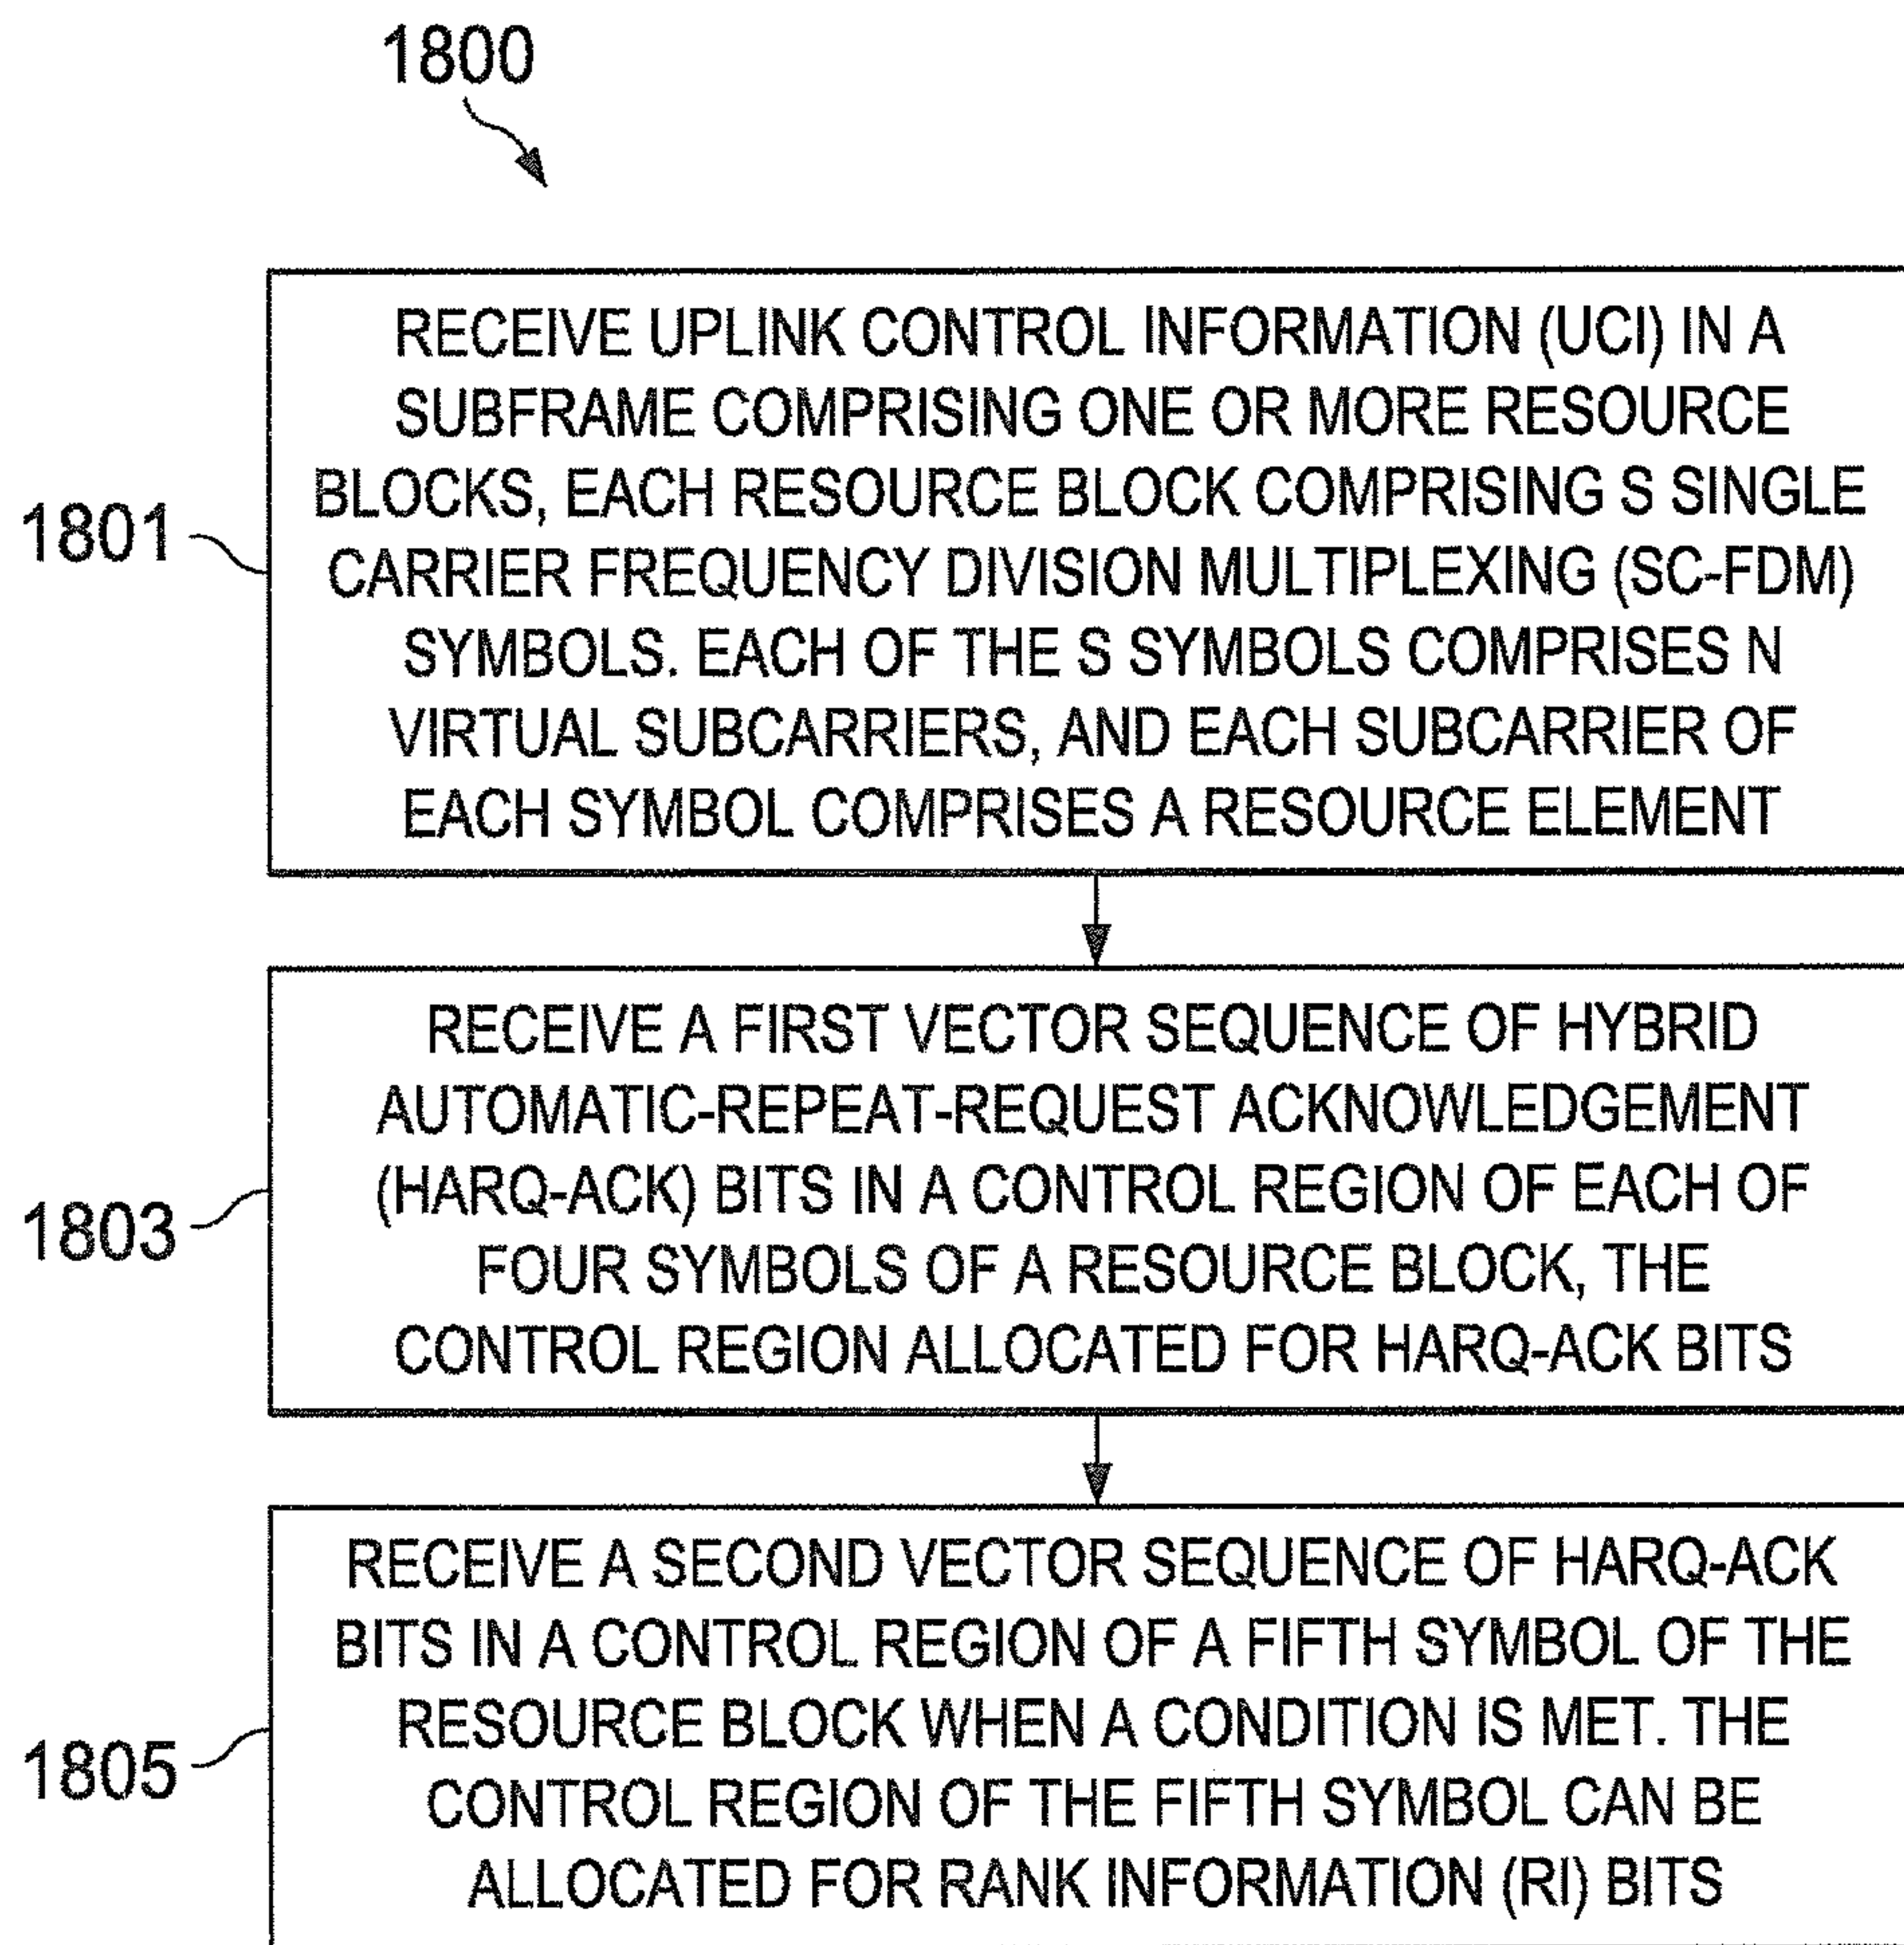 1800
1801
RECEIVE UPLINK CONTROL INFORMATION (UCI) IN A
SUBFRAME COMPRISING ONE OR MORE RESOURCE
BLOCKS, EACH RESOURCE BLOCK COMPRISING S SINGLE
CARRIER FREQUENCY DIVISION MULTIPLEXING (SC-FDM)
SYMBOLS. EACH OF THE S SYMBOLS COMPRISES N
VIRTUAL SUBCARRIERS, AND EACH SUBCARRIER OF
EACH SYMBOL COMPRISES A RESOURCE ELEMENT
1803
RECEIVE A FIRST VECTOR SEQUENCE OF HYBRID
AUTOMATIC-REPEAT-REQUEST ACKNOWLEDGEMENT
(HARQ-ACK) BITS IN A CONTROL REGION OF EACH OF
FOUR SYMBOLS OF A RESOURCE BLOCK, THE
CONTROL REGION ALLOCATED FOR HARQ-ACK BITS
1805
RECEIVE A SECOND VECTOR SEQUENCE OF HARQ-ACK
BITS IN A CONTROL REGION OF A FIFTH SYMBOL OF THE
RESOURCE BLOCK WHEN A CONDITION IS MET. THE
CONTROL REGION OF THE FIFTH SYMBOL CAN BE
ALLOCATED FOR RANK INFORMATION (RI) BITS